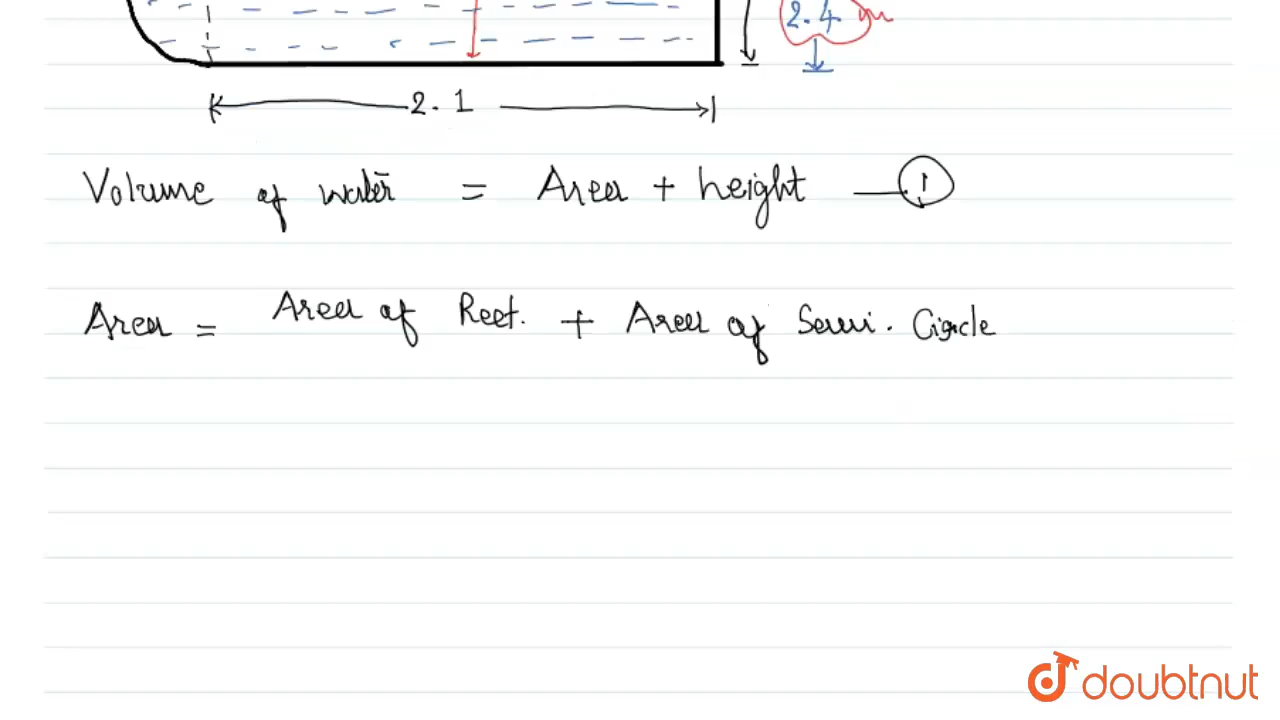 2.4 m
2.1
Volume of water = Area + height — 1
Area = Area of Rect. + Area of Semi. Circle
doubtnut